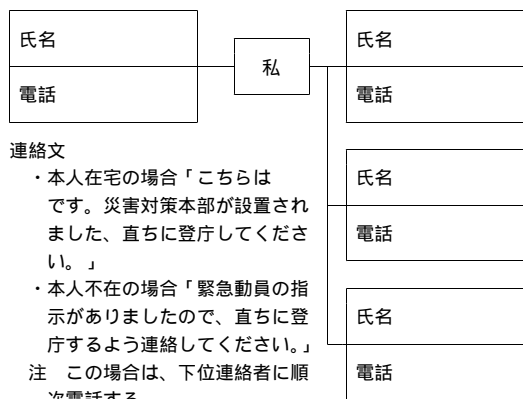 氏名
電話
私
氏名
電話
氏名
電話
氏名
電話
連絡文
・本人在宅の場合「こちらは
です。災害対策本部が設置され
ました、直ちに登庁してくださ
い。」
・本人不在の場合「緊急動員の指
示がありましたので、直ちに登
庁するよう連絡してください。」
注　この場合は、下位連絡者に順
次電話する